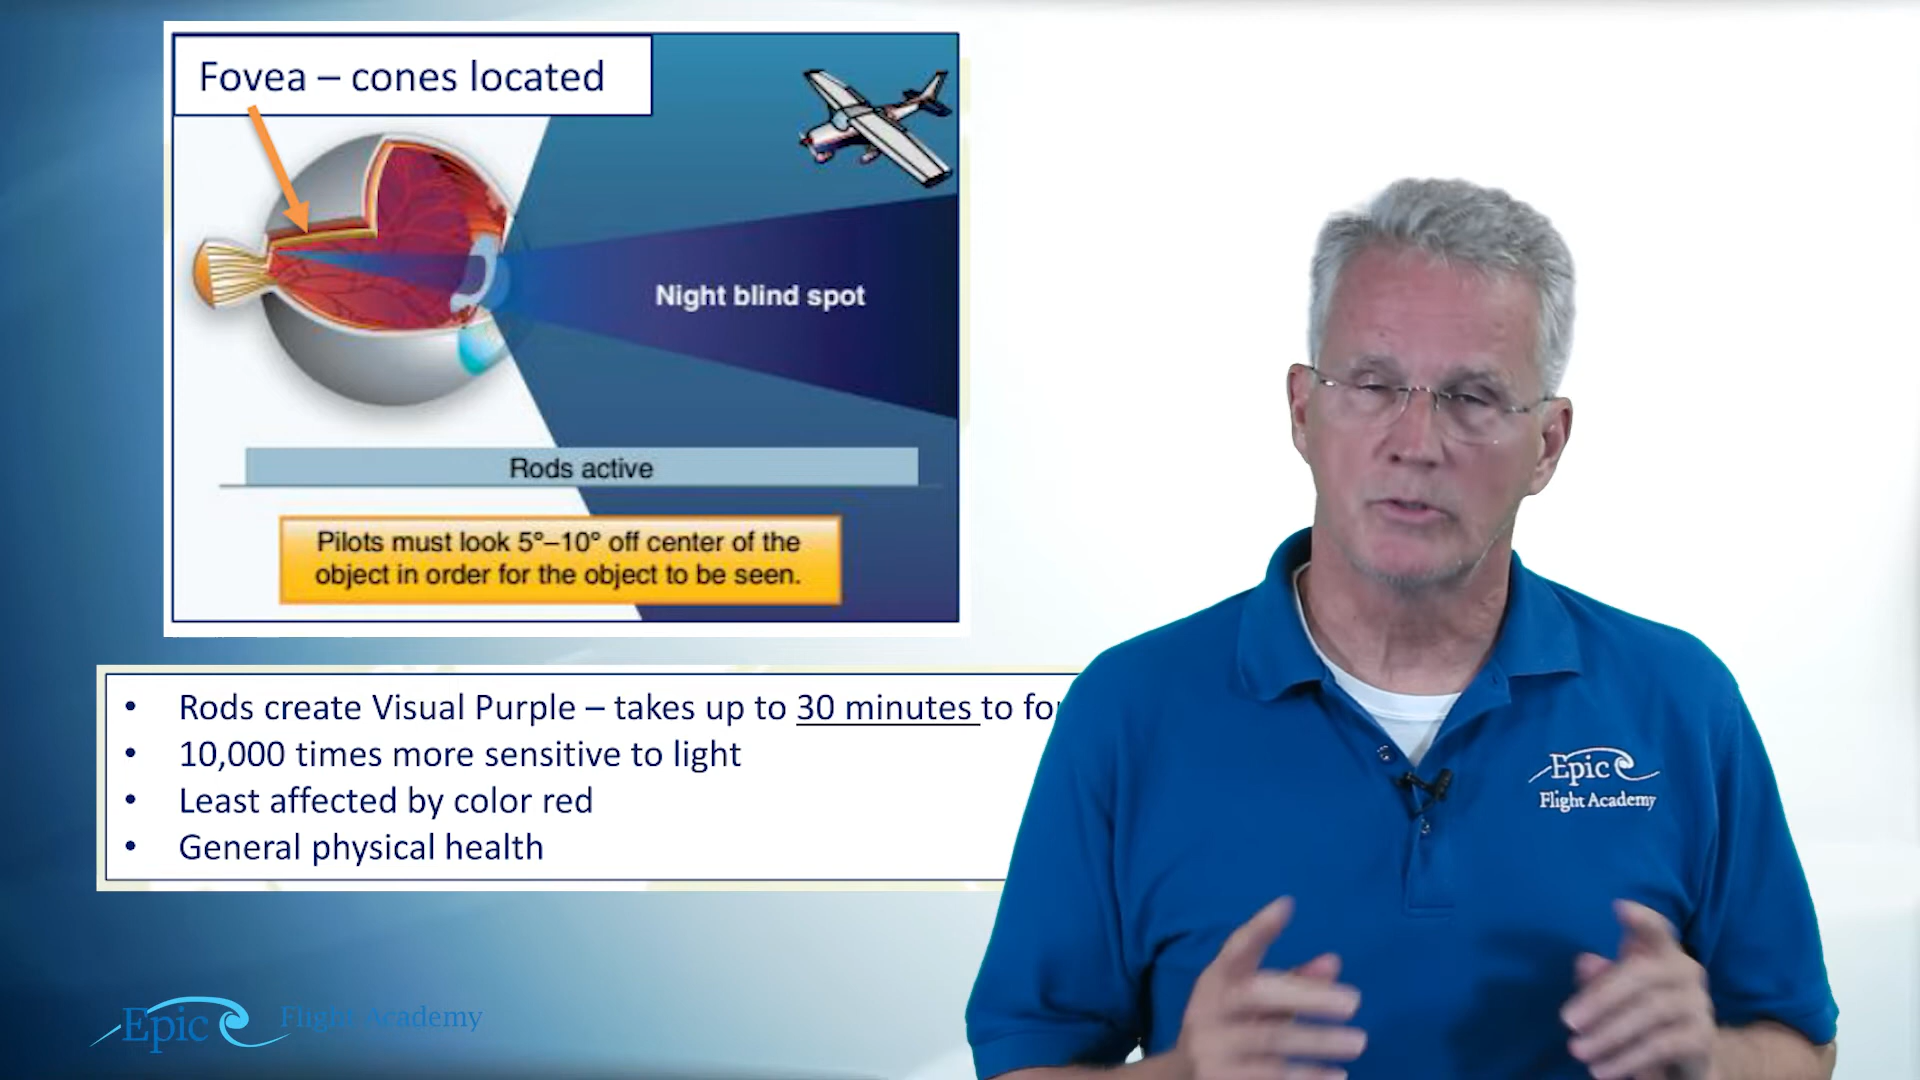 Fovea – cones located
Night blind spot
Rods active
Pilots must look 5°–10° off center of the
object in order for the object to be seen.
• Rods create Visual Purple – takes up to 30 minutes to
• 10,000 times more sensitive to light
• Least affected by color red
• General physical health
Epic
Flight Academy
Epic Flight Academy